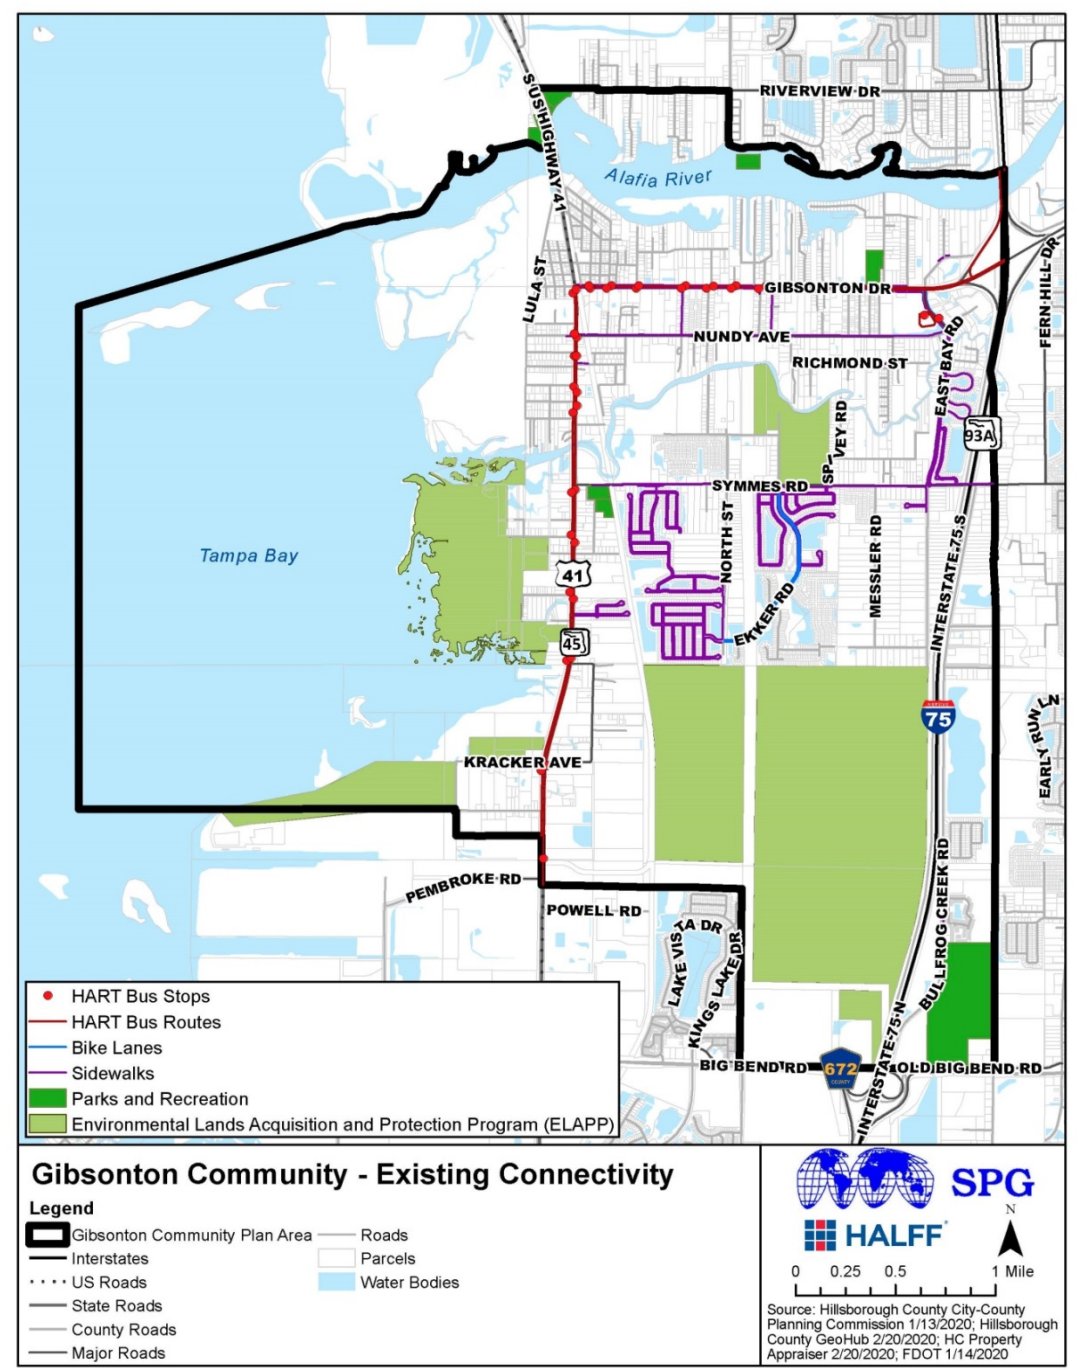 RIVERVIEW DR
S US HIGHWAY 41
Alafia River
LULA ST
GIBSONTON DR
FERN HILL DR
NUNDY AVE
RICHMOND ST
EAST BAY RD
93A
SPIVEY RD
SYMMES RD
NORTH ST
MESSLER RD
INTERSTATE 75 S
Tampa Bay
41
45
EKKER RD
75
EARLY RUN LN
KRACKER AVE
BULLFROG CREEK RD
PEMBROKE RD
POWELL RD
LAKE VISTA DR
KINGS LAKE DR
INTERSTATE 75 N
BIG BEND RD
672
COUNTY
OLD BIG BEND RD
HART Bus Stops
HART Bus Routes
Bike Lanes
Sidewalks
Parks and Recreation
Environmental Lands Acquisition and Protection Program (ELAPP)
Gibsonton Community - Existing Connectivity
Legend
Gibsonton Community Plan Area
Interstates
US Roads
State Roads
County Roads
Major Roads
Roads
Parcels
Water Bodies
SPG
HALFF
N
0 0.25 0.5 1 Mile
Source: Hillsborough County City-County
Planning Commission 1/13/2020; Hillsborough
County GeoHub 2/20/2020; HC Property
Appraiser 2/20/2020; FDOT 1/14/2020